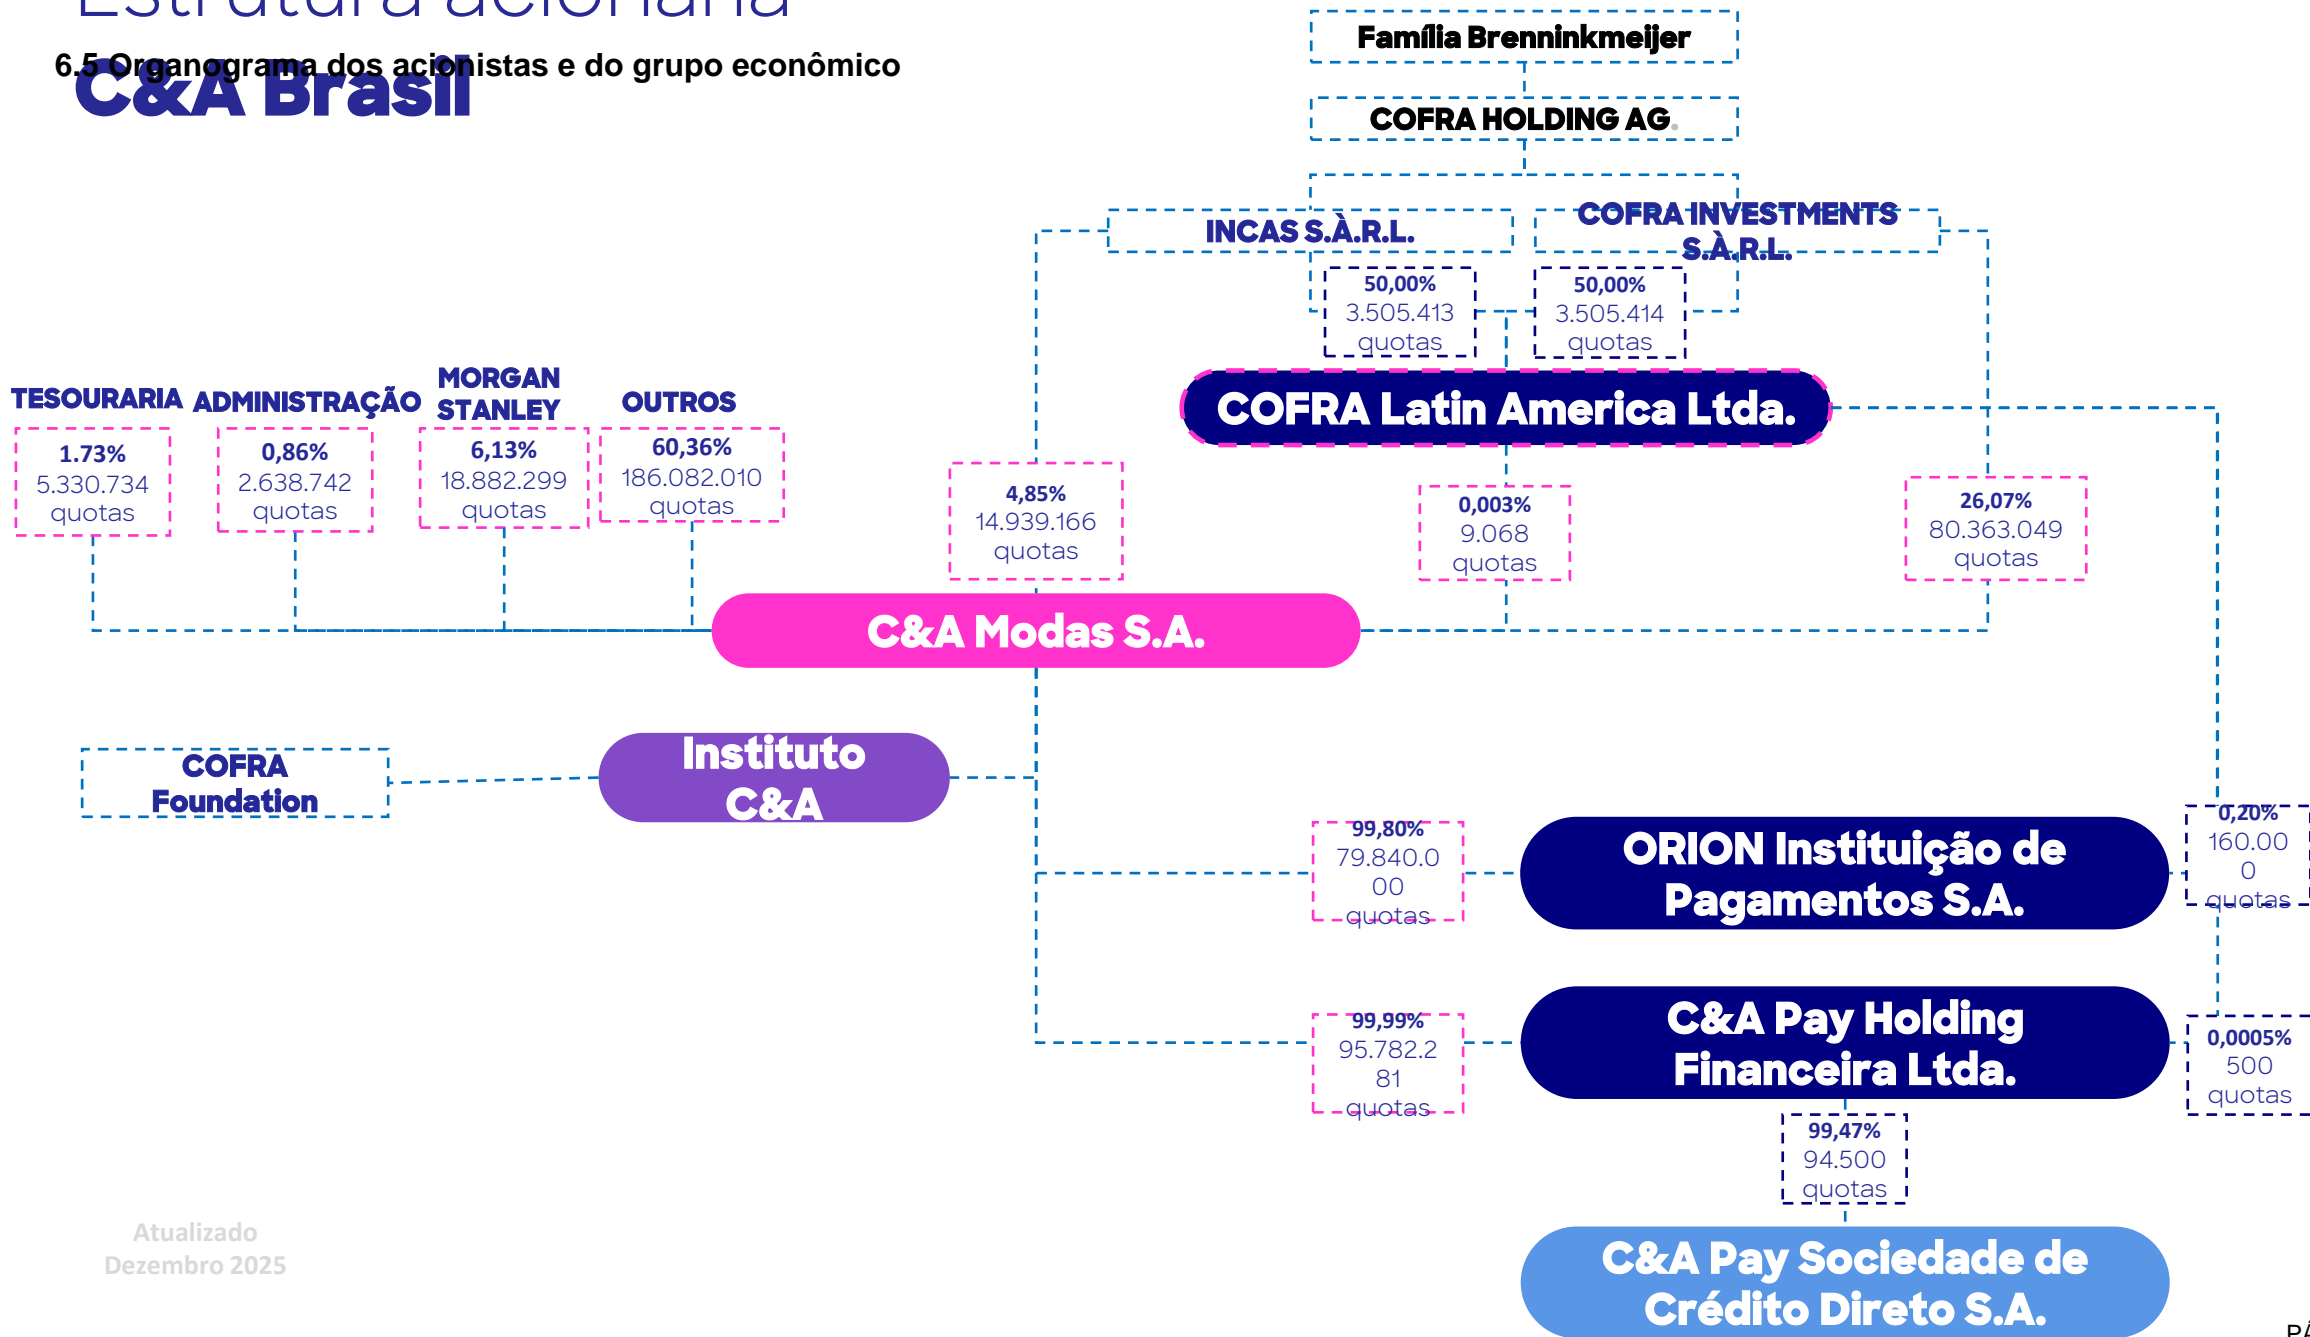 Estrutura acionária
6.5 Organograma dos acionistas e do grupo econômico
C&A Brasil
Família Brenninkmeijer
COFRA HOLDING AG.
INCAS S.À.R.L.
COFRA INVESTMENTS
S.À.R.L.
50,00%
3.505.413
quotas
50,00%
3.505.414
quotas
COFRA Latin America Ltda.
TESOURARIA
1.73%
5.330.734
quotas
ADMINISTRAÇÃO
0,86%
2.638.742
quotas
MORGAN
STANLEY
6,13%
18.882.299
quotas
OUTROS
60,36%
186.082.010
quotas
4,85%
14.939.166
quotas
0,003%
9.068
quotas
26,07%
80.363.049
quotas
C&A Modas S.A.
COFRA
Foundation
Instituto
C&A
99,80%
79.840.0
00
quotas
ORION Instituição de
Pagamentos S.A.
0,20%
160.00
0
quotas
99,99%
95.782.2
81
quotas
C&A Pay Holding
Financeira Ltda.
0,0005%
500
quotas
99,47%
94.500
quotas
C&A Pay Sociedade de
Crédito Direto S.A.
Atualizado
Dezembro 2025